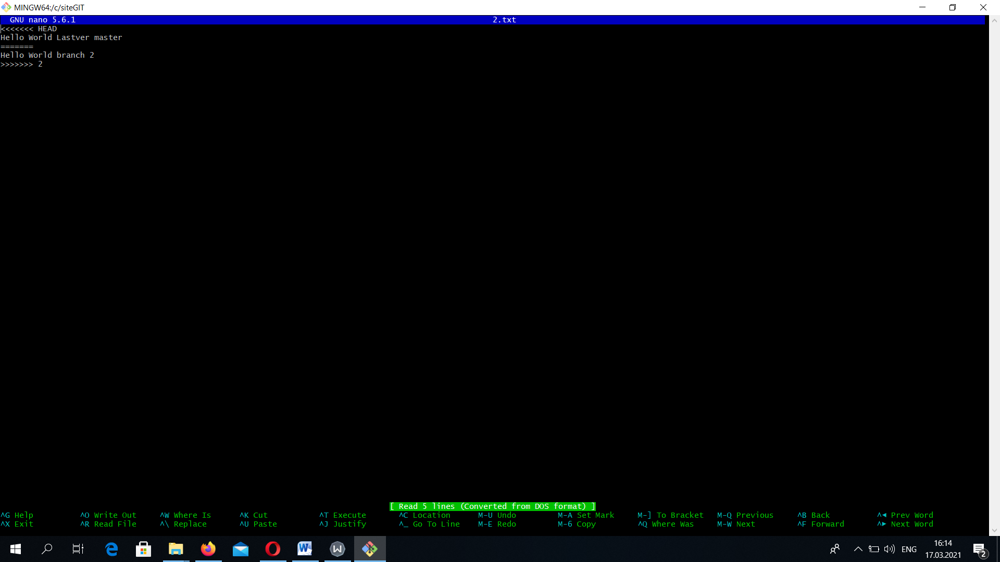 MINGW64:/c/siteGIT
GNU nano 5.6.1 2.txt
<<<<<<< HEAD
Hello World Lastver master
=======
Hello World branch 2
>>>>>>> 2
[ Read 5 lines (Converted from DOS format) ]
^G Help ^O Write Out ^W Where Is ^K Cut ^T Execute ^C Location M-U Undo M-A Set Mark M-] To Bracket M-Q Previous ^B Back ^◄ Prev Word
^X Exit ^R Read File ^\ Replace ^U Paste ^J Justify ^_ Go To Line M-E Redo M-6 Copy ^Q Where Was M-W Next ^F Forward ^► Next Word
ENG
16:14
17.03.2021
2